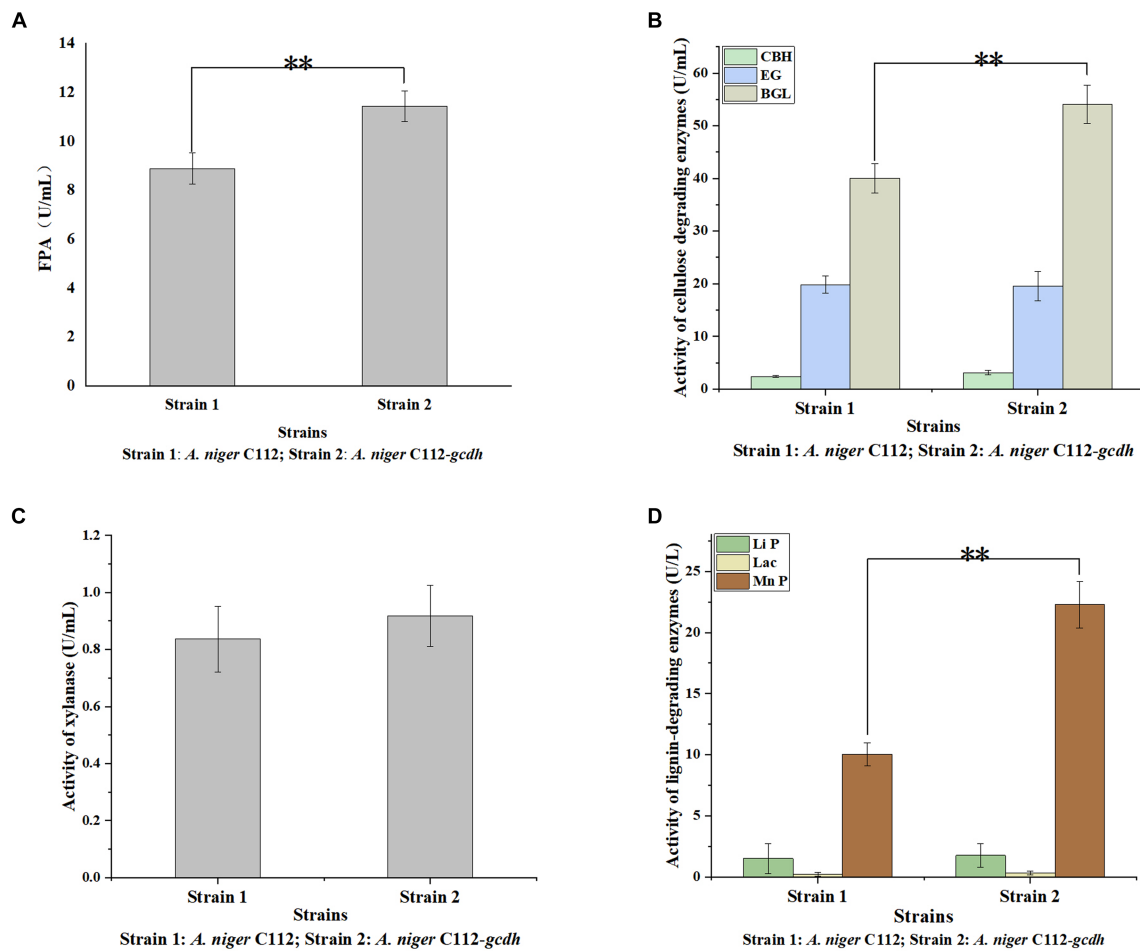 A
14
12
10
8
6
4
2
0
FPA（U/mL）
**
Strain 1 Strain 2
Strains
Strain 1: A. niger C112; Strain 2: A. niger C112-gcdh
B
CBH
EG
BGL
60
50
40
30
20
10
0
Activity of cellulose degrading enzymes (U/mL)
**
Strain 1 Strain 2
Strains
Strain 1: A. niger C112; Strain 2: A. niger C112-gcdh
C
1.2
1.0
0.8
0.6
0.4
0.2
0.0
Activity of xylanase (U/mL)
Strain 1 Strain 2
Strains
Strain 1: A. niger C112; Strain 2: A. niger C112-gcdh
D
Li P
Lac
Mn P
25
20
15
10
5
0
Activity of lignin-degrading enzymes (U/L)
**
Strain 1 Strain 2
Strains
Strain 1: A. niger C112; Strain 2: A. niger C112-gcdh